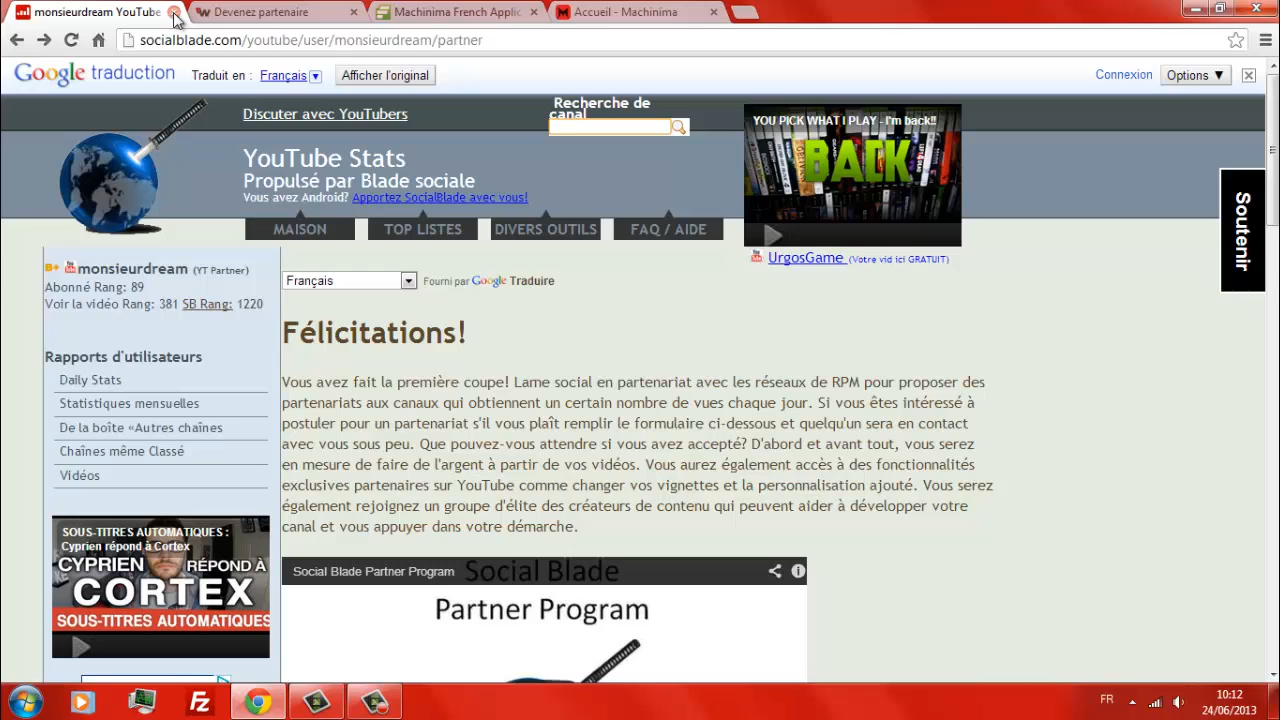 monsieurdream YouTube
Devenez partenaire
Machinima French Applic
Accueil - Machinima
socialblade.com/youtube/user/monsieurdream/partner
Google traduction
Traduit en :
Français
Afficher l'original
Connexion
Options ▼
Discuter avec YouTubers
Recherche de
canal
YOU PICK WHAT I PLAY - I'm back!!
BACK
YouTube Stats
Propulsé par Blade sociale
Vous avez Android? Apportez SocialBlade avec vous!
MAISON
TOP LISTES
DIVERS OUTILS
FAQ / AIDE
UrgosGame (Votre vid ici GRATUIT)
Soutenir
B+ monsieurdream (YT Partner)
Abonné Rang: 89
Voir la vidéo Rang: 381 SB Rang: 1220
Français
Fourni par Google Traduire
Rapports d'utilisateurs
Daily Stats
Statistiques mensuelles
De la boîte «Autres chaînes
Chaînes même Classé
Vidéos
Félicitations!
Vous avez fait la première coupe! Lame social en partenariat avec les réseaux de RPM pour proposer des
partenariats aux canaux qui obtiennent un certain nombre de vues chaque jour. Si vous êtes intéressé à
postuler pour un partenariat s'il vous plaît remplir le formulaire ci-dessous et quelqu'un sera en contact
avec vous sous peu. Que pouvez-vous attendre si vous avez accepté? D'abord et avant tout, vous serez
en mesure de faire de l'argent à partir de vos vidéos. Vous aurez également accès à des fonctionnalités
exclusives partenaires sur YouTube comme changer vos vignettes et la personnalisation ajouté. Vous serez
également rejoignez un groupe d'élite des créateurs de contenu qui peuvent aider à développer votre
canal et vous appuyer dans votre démarche.
SOUS-TITRES AUTOMATIQUES :
Cyprien répond à Cortex
CYPRIEN RÉPOND À
CORTEX
SOUS-TITRES AUTOMATIQUES
Social Blade Partner Program
Social Blade
Partner Program
FR
10:12
24/06/2013